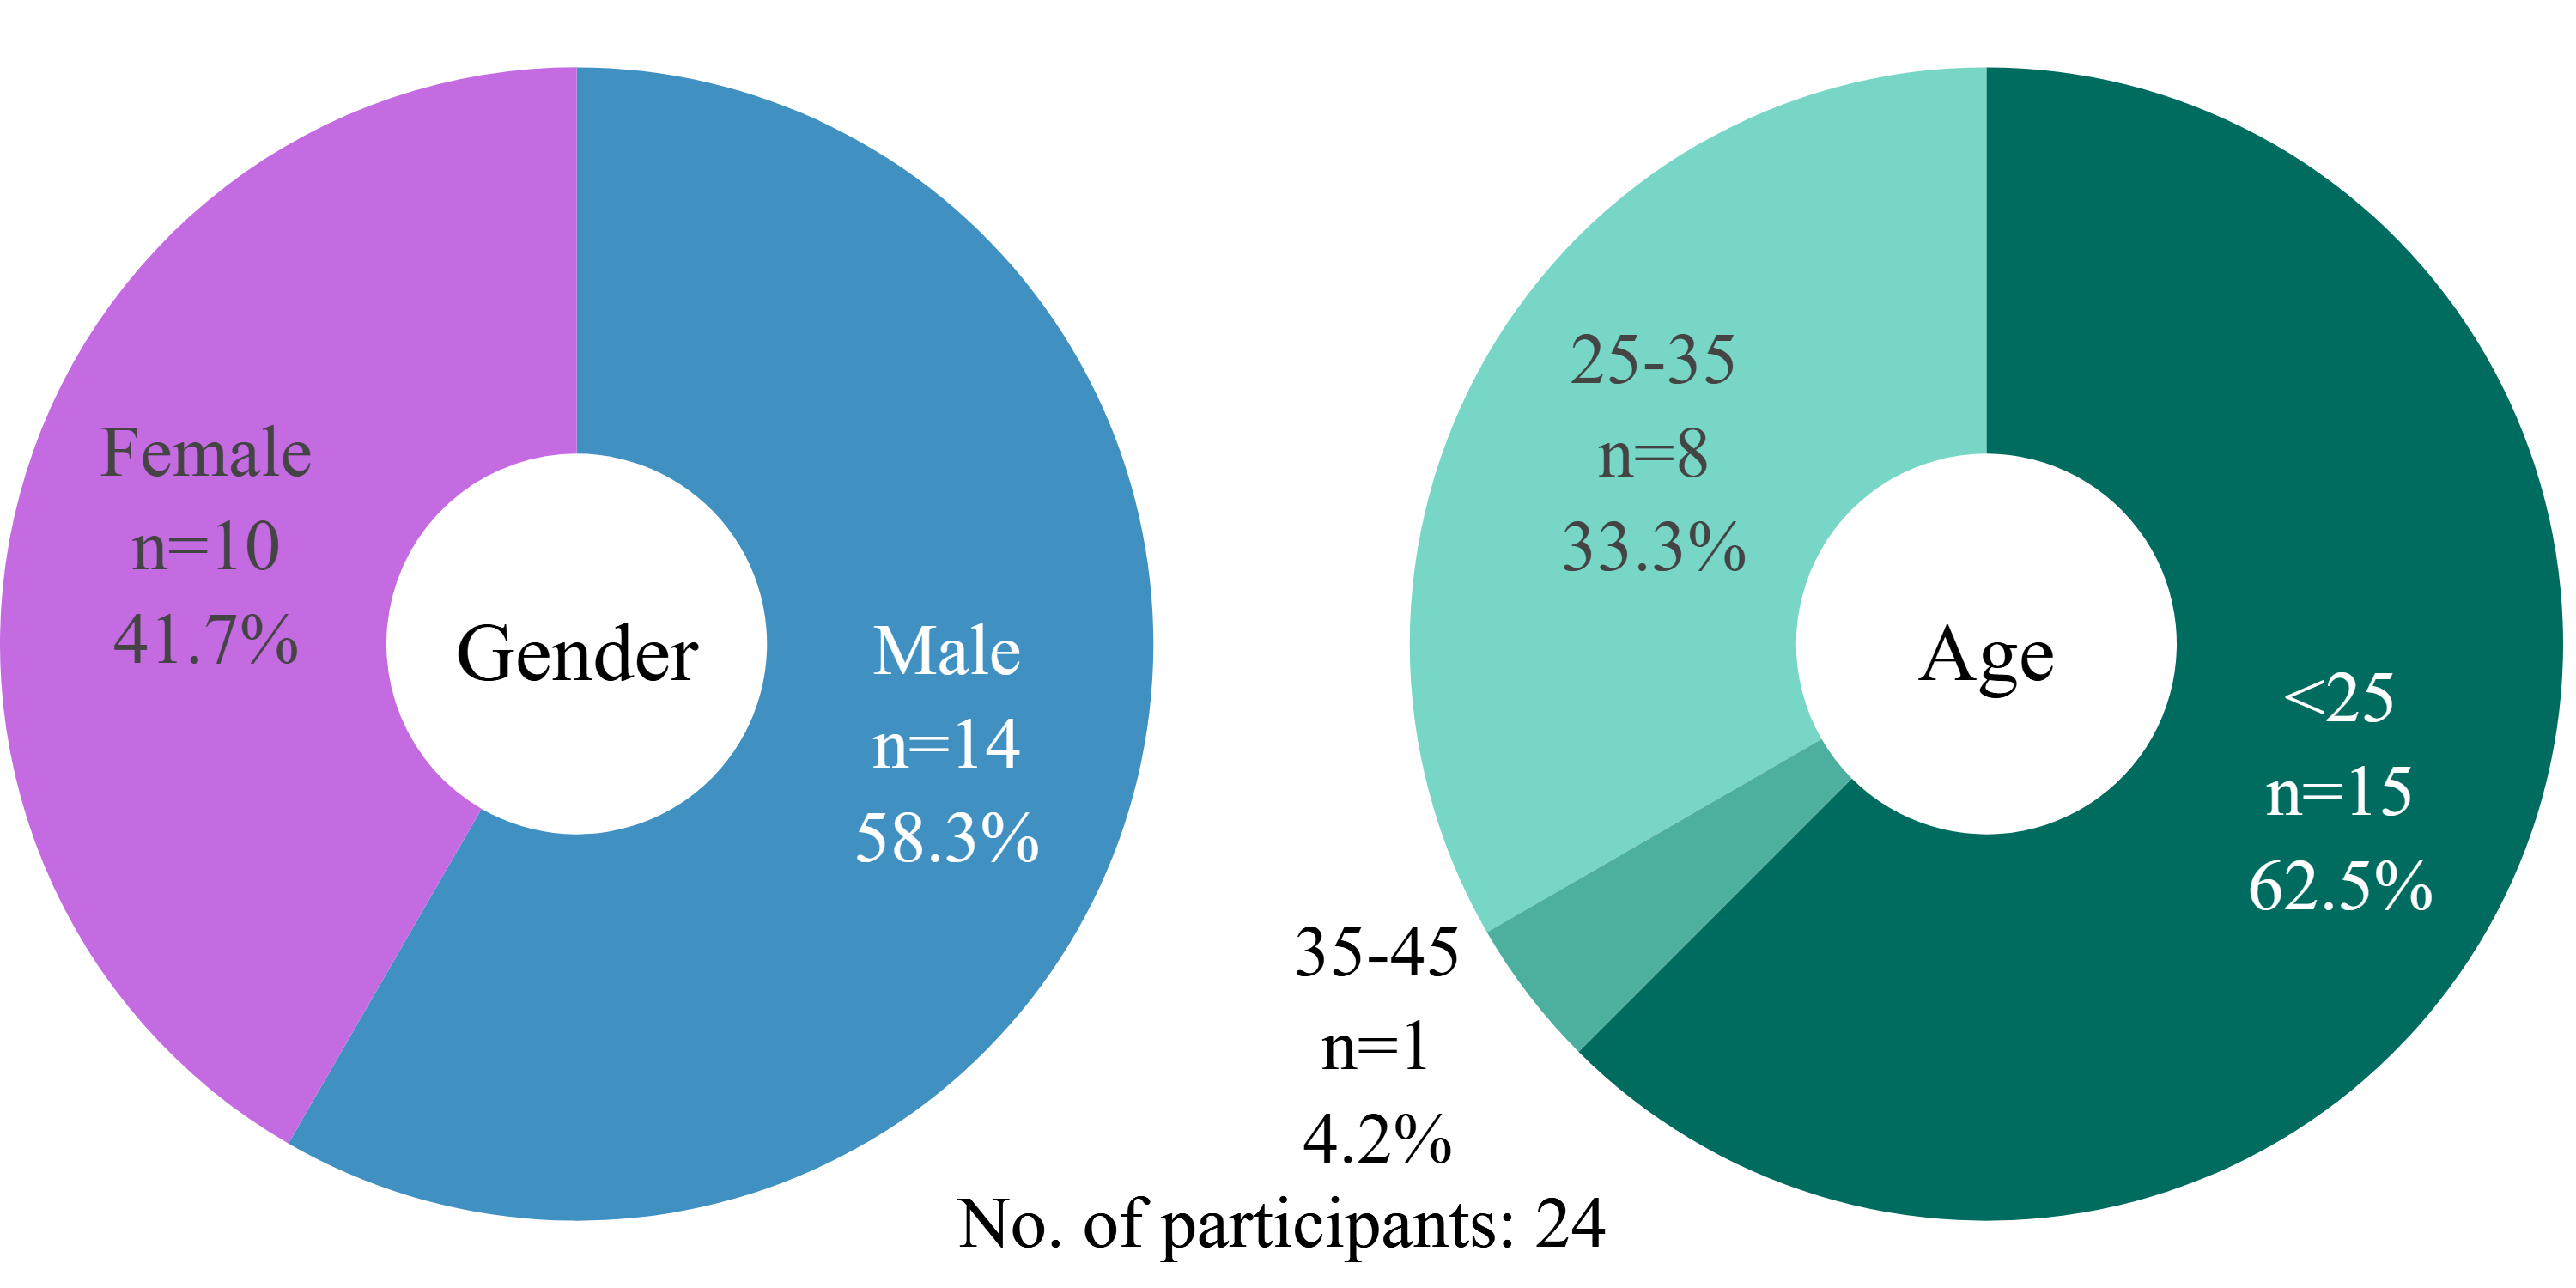 Female
n=10
41.7%
Gender
Male
n=14
58.3%
25-35
n=8
33.3%
Age
<25
n=15
62.5%
35-45
n=1
4.2%
No. of participants: 24